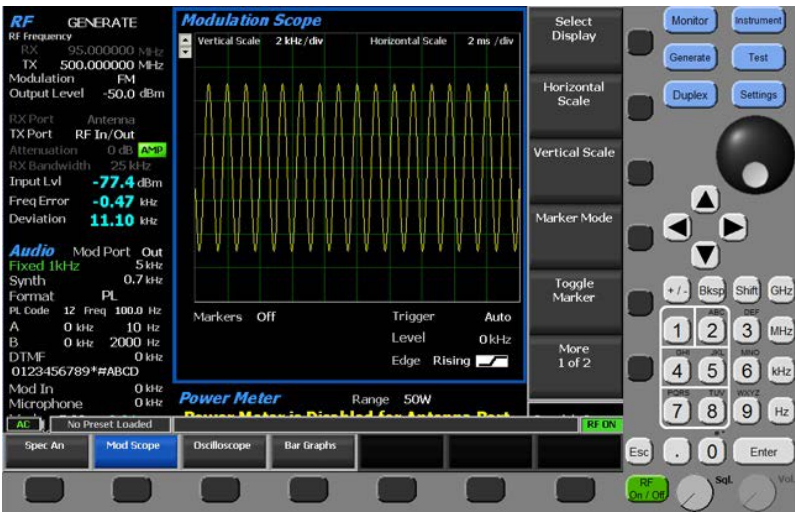 RF GENERATE
RF Frequency
RX 95.000000 MHz
TX 500.000000 MHz
Modulation FM
Output Level -50.0 dBm
RX Port Antenna
TX Port RF In/Out
Attenuation 0 dB AMP
RX Bandwidth 25 kHz
Input Lvl -77.4 dBm
Freq Error -0.47 kHz
Deviation 11.10 kHz
Audio Mod Port Out
Fixed 1kHz 5 kHz
Synth 0.7 kHz
Format PL
PL Code 12 Freq 100.0 Hz
A 0 kHz 10 Hz
B 0 kHz 2000 Hz
DTMF 0 kHz
0123456789*#ABCD
Mod In 0 kHz
Microphone 0 kHz
Modulation Scope
Vertical Scale 2 kHz/div Horizontal Scale 2 ms /div
Markers Off
Trigger Auto
Level 0 kHz
Edge Rising
Power Meter Range 50W
Power Meter is Disabled for Antenna Port
Select Display
Horizontal Scale
Vertical Scale
Marker Mode
Toggle Marker
More
1 of 2
AC No Preset Loaded RF ON
Spec An Mod Scope Oscilloscope Bar Graphs
Monitor Instrument
Generate Test
Duplex Settings
+ / - Bksp Shift GHz
ABC DEF
1 2 3 MHz
GHI JKL MNO
4 5 6 kHz
PQRS TUV WXYZ
7 8 9 Hz
Esc . 0 Enter
RF On / Off Sql. Vol.